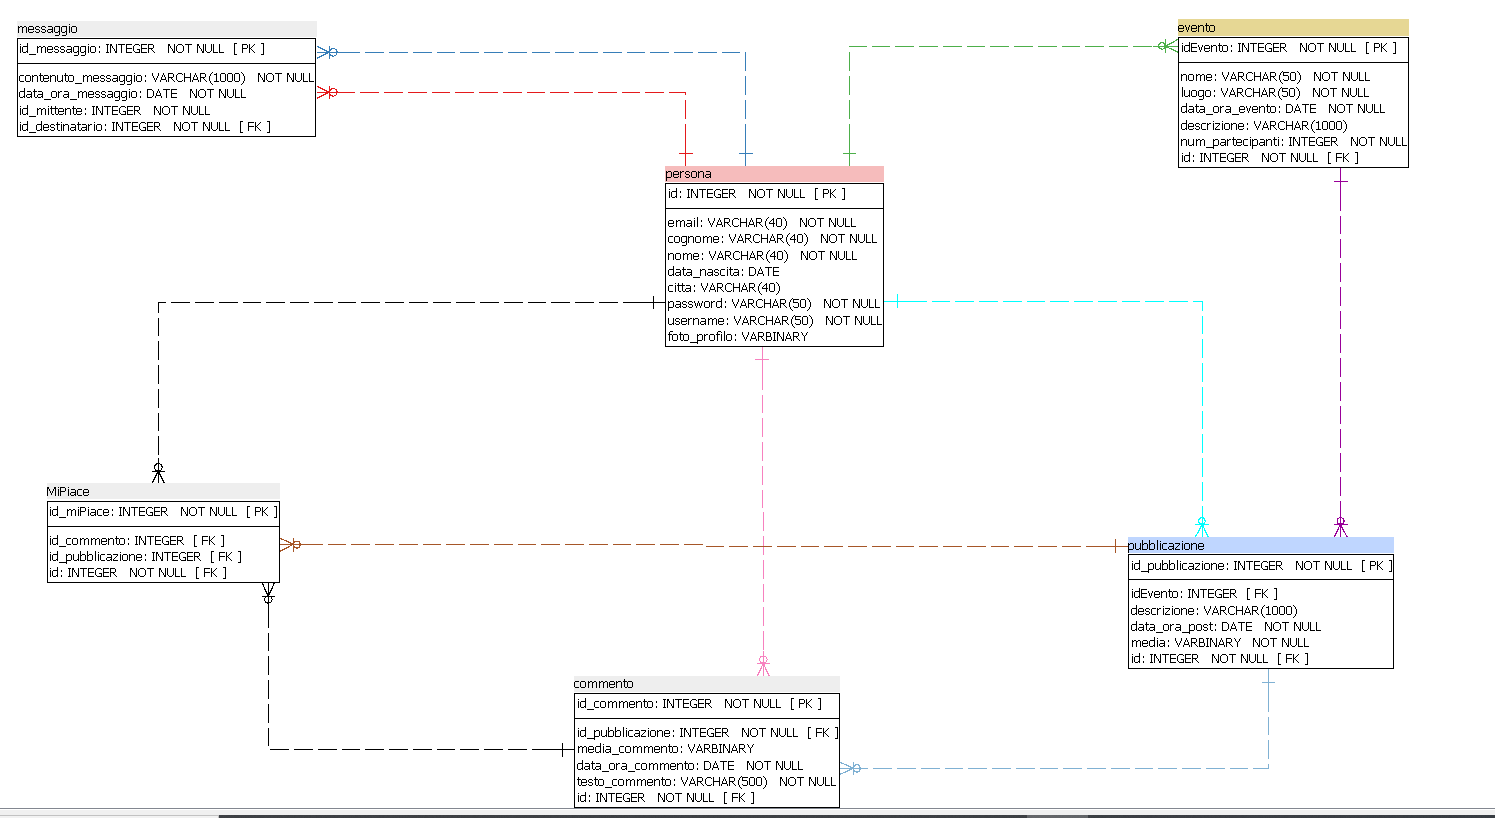 messaggio
id_messaggio: INTEGER NOT NULL [ PK ]
contenuto_messaggio: VARCHAR(1000) NOT NULL
data_ora_messaggio: DATE NOT NULL
id_mittente: INTEGER NOT NULL
id_destinatario: INTEGER NOT NULL [ FK ]
evento
idEvento: INTEGER NOT NULL [ PK ]
nome: VARCHAR(50) NOT NULL
luogo: VARCHAR(50) NOT NULL
data_ora_evento: DATE NOT NULL
descrizione: VARCHAR(1000)
num_partecipanti: INTEGER NOT NULL
id: INTEGER NOT NULL [ FK ]
persona
id: INTEGER NOT NULL [ PK ]
email: VARCHAR(40) NOT NULL
cognome: VARCHAR(40) NOT NULL
nome: VARCHAR(40) NOT NULL
data_nascita: DATE
citta: VARCHAR(40)
password: VARCHAR(50) NOT NULL
username: VARCHAR(50) NOT NULL
foto_profilo: VARBINARY
MiPiace
id_miPiace: INTEGER NOT NULL [ PK ]
id_commento: INTEGER [ FK ]
id_pubblicazione: INTEGER [ FK ]
id: INTEGER NOT NULL [ FK ]
pubblicazione
id_pubblicazione: INTEGER NOT NULL [ PK ]
idEvento: INTEGER [ FK ]
descrizione: VARCHAR(1000)
data_ora_post: DATE NOT NULL
media: VARBINARY NOT NULL
id: INTEGER NOT NULL [ FK ]
commento
id_commento: INTEGER NOT NULL [ PK ]
id_pubblicazione: INTEGER NOT NULL [ FK ]
media_commento: VARBINARY
data_ora_commento: DATE NOT NULL
testo_commento: VARCHAR(500) NOT NULL
id: INTEGER NOT NULL [ FK ]